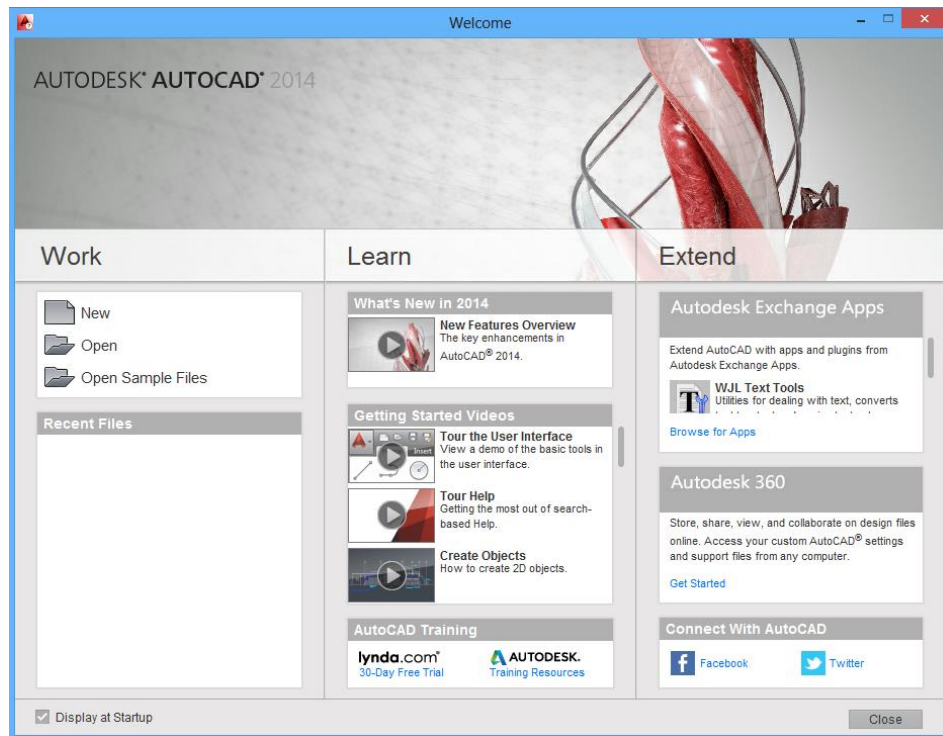 Welcome
AUTODESK® AUTOCAD® 2014
Work
New
Open
Open Sample Files
Recent Files
Learn
What's New in 2014
New Features Overview
The key enhancements in
AutoCAD® 2014.
Getting Started Videos
Insert
Tour the User Interface
View a demo of the basic tools in
the user interface.
Tour Help
Getting the most out of search-
based Help.
Create Objects
How to create 2D objects.
AutoCAD Training
lynda.com®
30-Day Free Trial
AUTODESK.
Training Resources
Extend
Autodesk Exchange Apps
Extend AutoCAD with apps and plugins from
Autodesk Exchange Apps.
WJL Text Tools
Utilities for dealing with text, converts
Browse for Apps
Autodesk 360
Store, share, view, and collaborate on design files
online. Access your custom AutoCAD® settings
and support files from any computer.
Get Started
Connect With AutoCAD
Facebook
Twitter
Display at Startup
Close